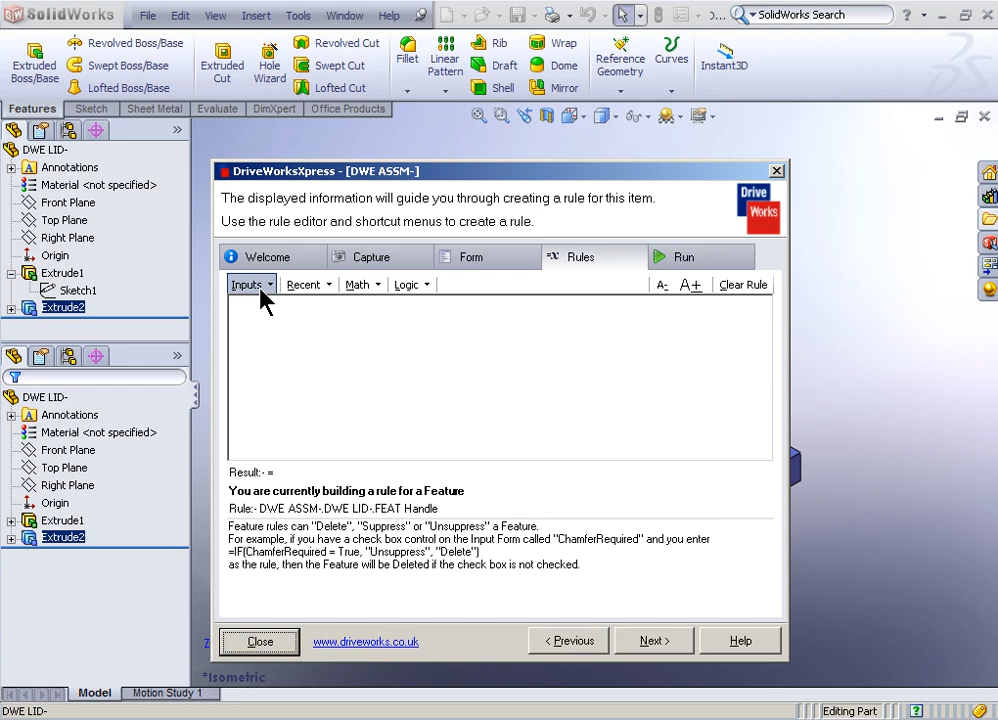 SolidWorks
File Edit View Insert Tools Window Help
SolidWorks Search
Extruded Boss/Base
Revolved Boss/Base
Swept Boss/Base
Lofted Boss/Base
Extruded Cut
Hole Wizard
Revolved Cut
Swept Cut
Lofted Cut
Fillet
Linear Pattern
Rib
Draft
Shell
Wrap
Dome
Mirror
Reference Geometry
Curves
Instant3D
Features Sketch Sheet Metal Evaluate DimXpert Office Products
DWE LID-
Annotations
Material <not specified>
Front Plane
Top Plane
Right Plane
Origin
Extrude1
Sketch1
Extrude2
DWE LID-
Annotations
Material <not specified>
Front Plane
Top Plane
Right Plane
Origin
Extrude1
Extrude2
DriveWorksXpress - [DWE ASSM-]
The displayed information will guide you through creating a rule for this item.
Use the rule editor and shortcut menus to create a rule.
Drive
Works
Welcome Capture Form Rules Run
Inputs Recent Math Logic A- A+ Clear Rule
Result:- =
You are currently building a rule for a Feature
Rule:- DWE ASSM-.DWE LID-.FEAT Handle
Feature rules can "Delete", "Suppress" or "Unsuppress" a Feature.
For example, if you have a check box control on the Input Form called "ChamferRequired" and you enter
=IF(ChamferRequired = True, "Unsuppress", "Delete")
as the rule, then the Feature will be Deleted if the check box is not checked.
Close www.driveworks.co.uk < Previous Next > Help
Z
*Isometric
Model Motion Study 1
DWE LID- Editing Part